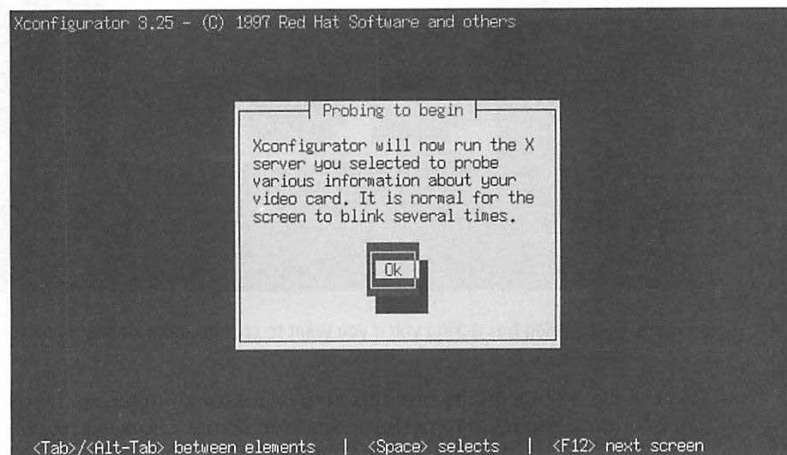 Xconfigurator 3.25 - (C) 1997 Red Hat Software and others
Probing to begin
Xconfigurator will now run the X
server you selected to probe
various information about your
video card. It is normal for the
screen to blink several times.
Ok
<Tab>/<Alt-Tab> between elements | <Space> selects | <F12> next screen